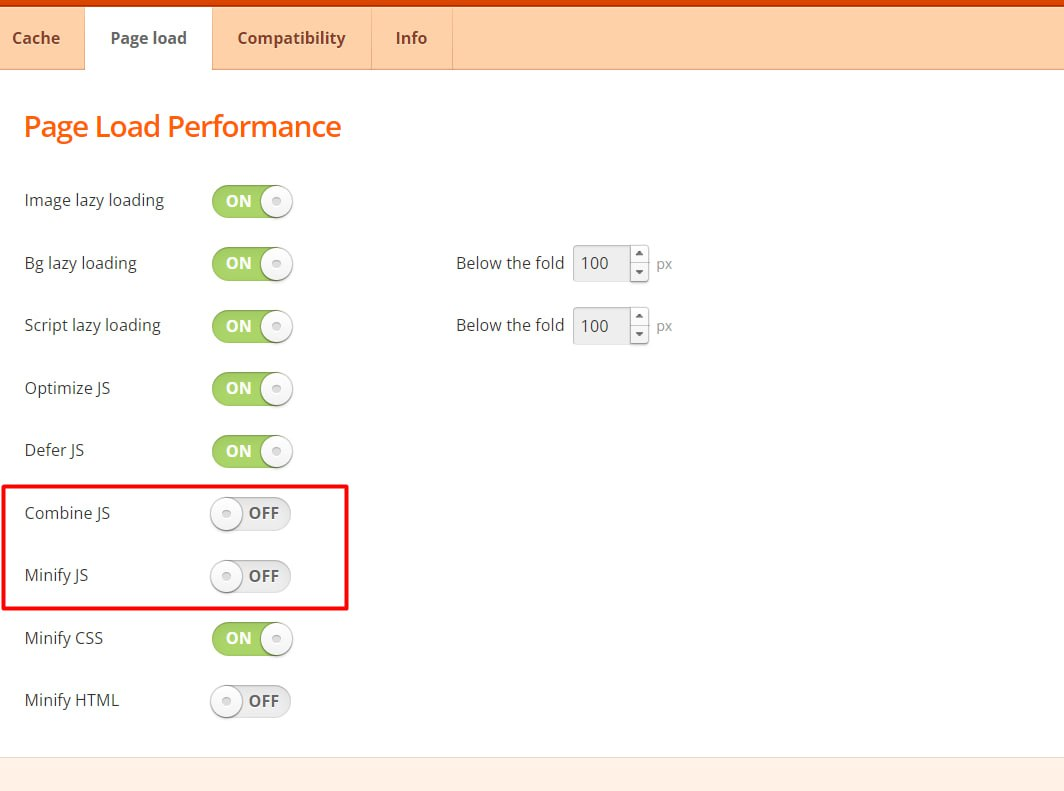 Cache Page load Compatibility Info
Page Load Performance
Image lazy loading ON
Bg lazy loading ON Below the fold 100 px
Script lazy loading ON Below the fold 100 px
Optimize JS ON
Defer JS ON
Combine JS OFF
Minify JS OFF
Minify CSS ON
Minify HTML OFF